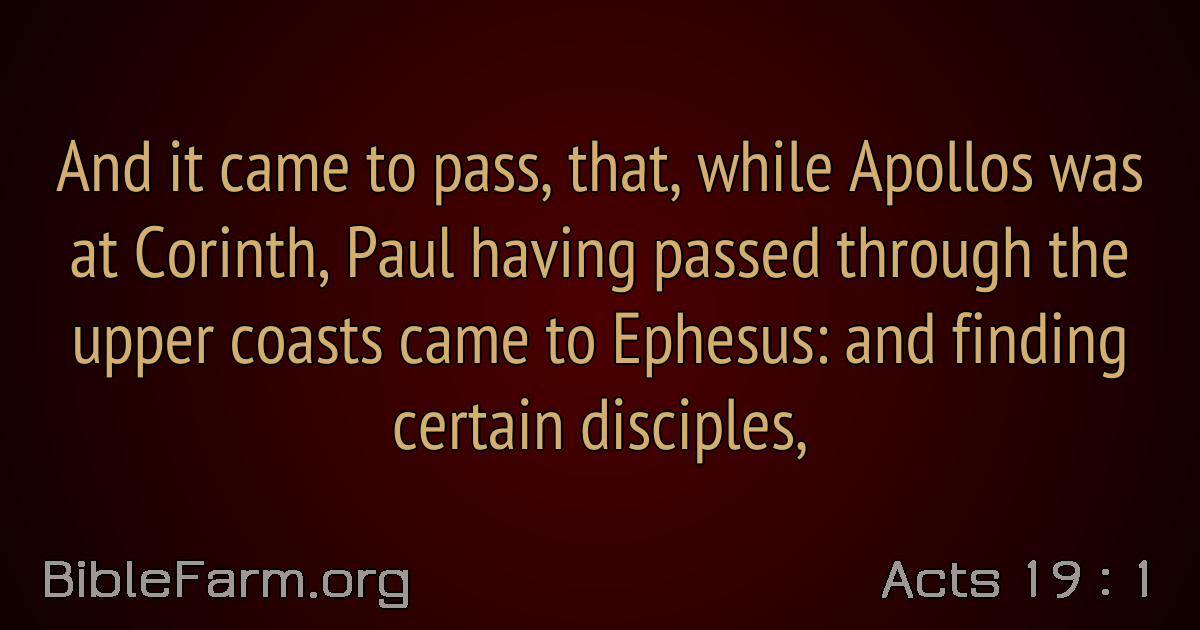 And it came to pass, that, while Apollos was
at Corinth, Paul having passed through the
upper coasts came to Ephesus: and finding
certain disciples,
BibleFarm.org
Acts 19 : 1